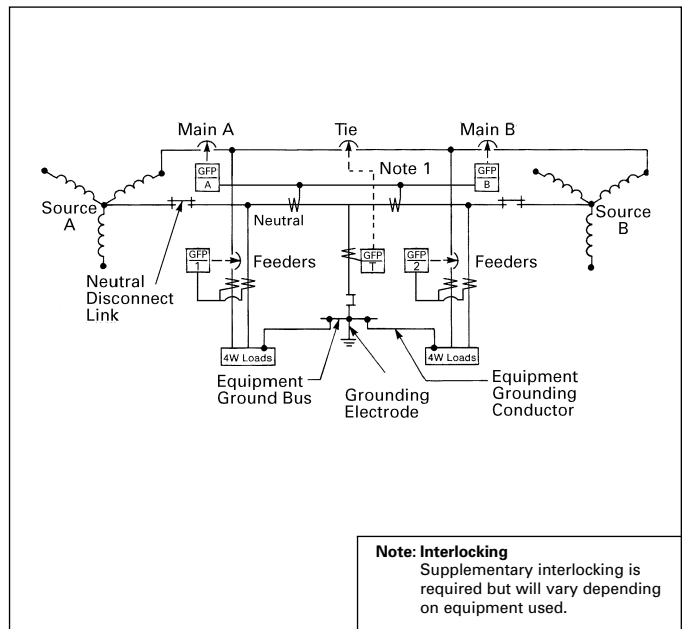 Main A
Tie
Main B
GFP
A
Note 1
GFP
B
Source
A
Source
B
Neutral
GFP
1
Feeders
GFP
T
GFP
2
Feeders
Neutral
Disconnect
Link
4W Loads
4W Loads
Equipment
Ground Bus
Grounding
Electrode
Equipment
Grounding
Conductor
Note: Interlocking
Supplementary interlocking is
required but will vary depending
on equipment used.